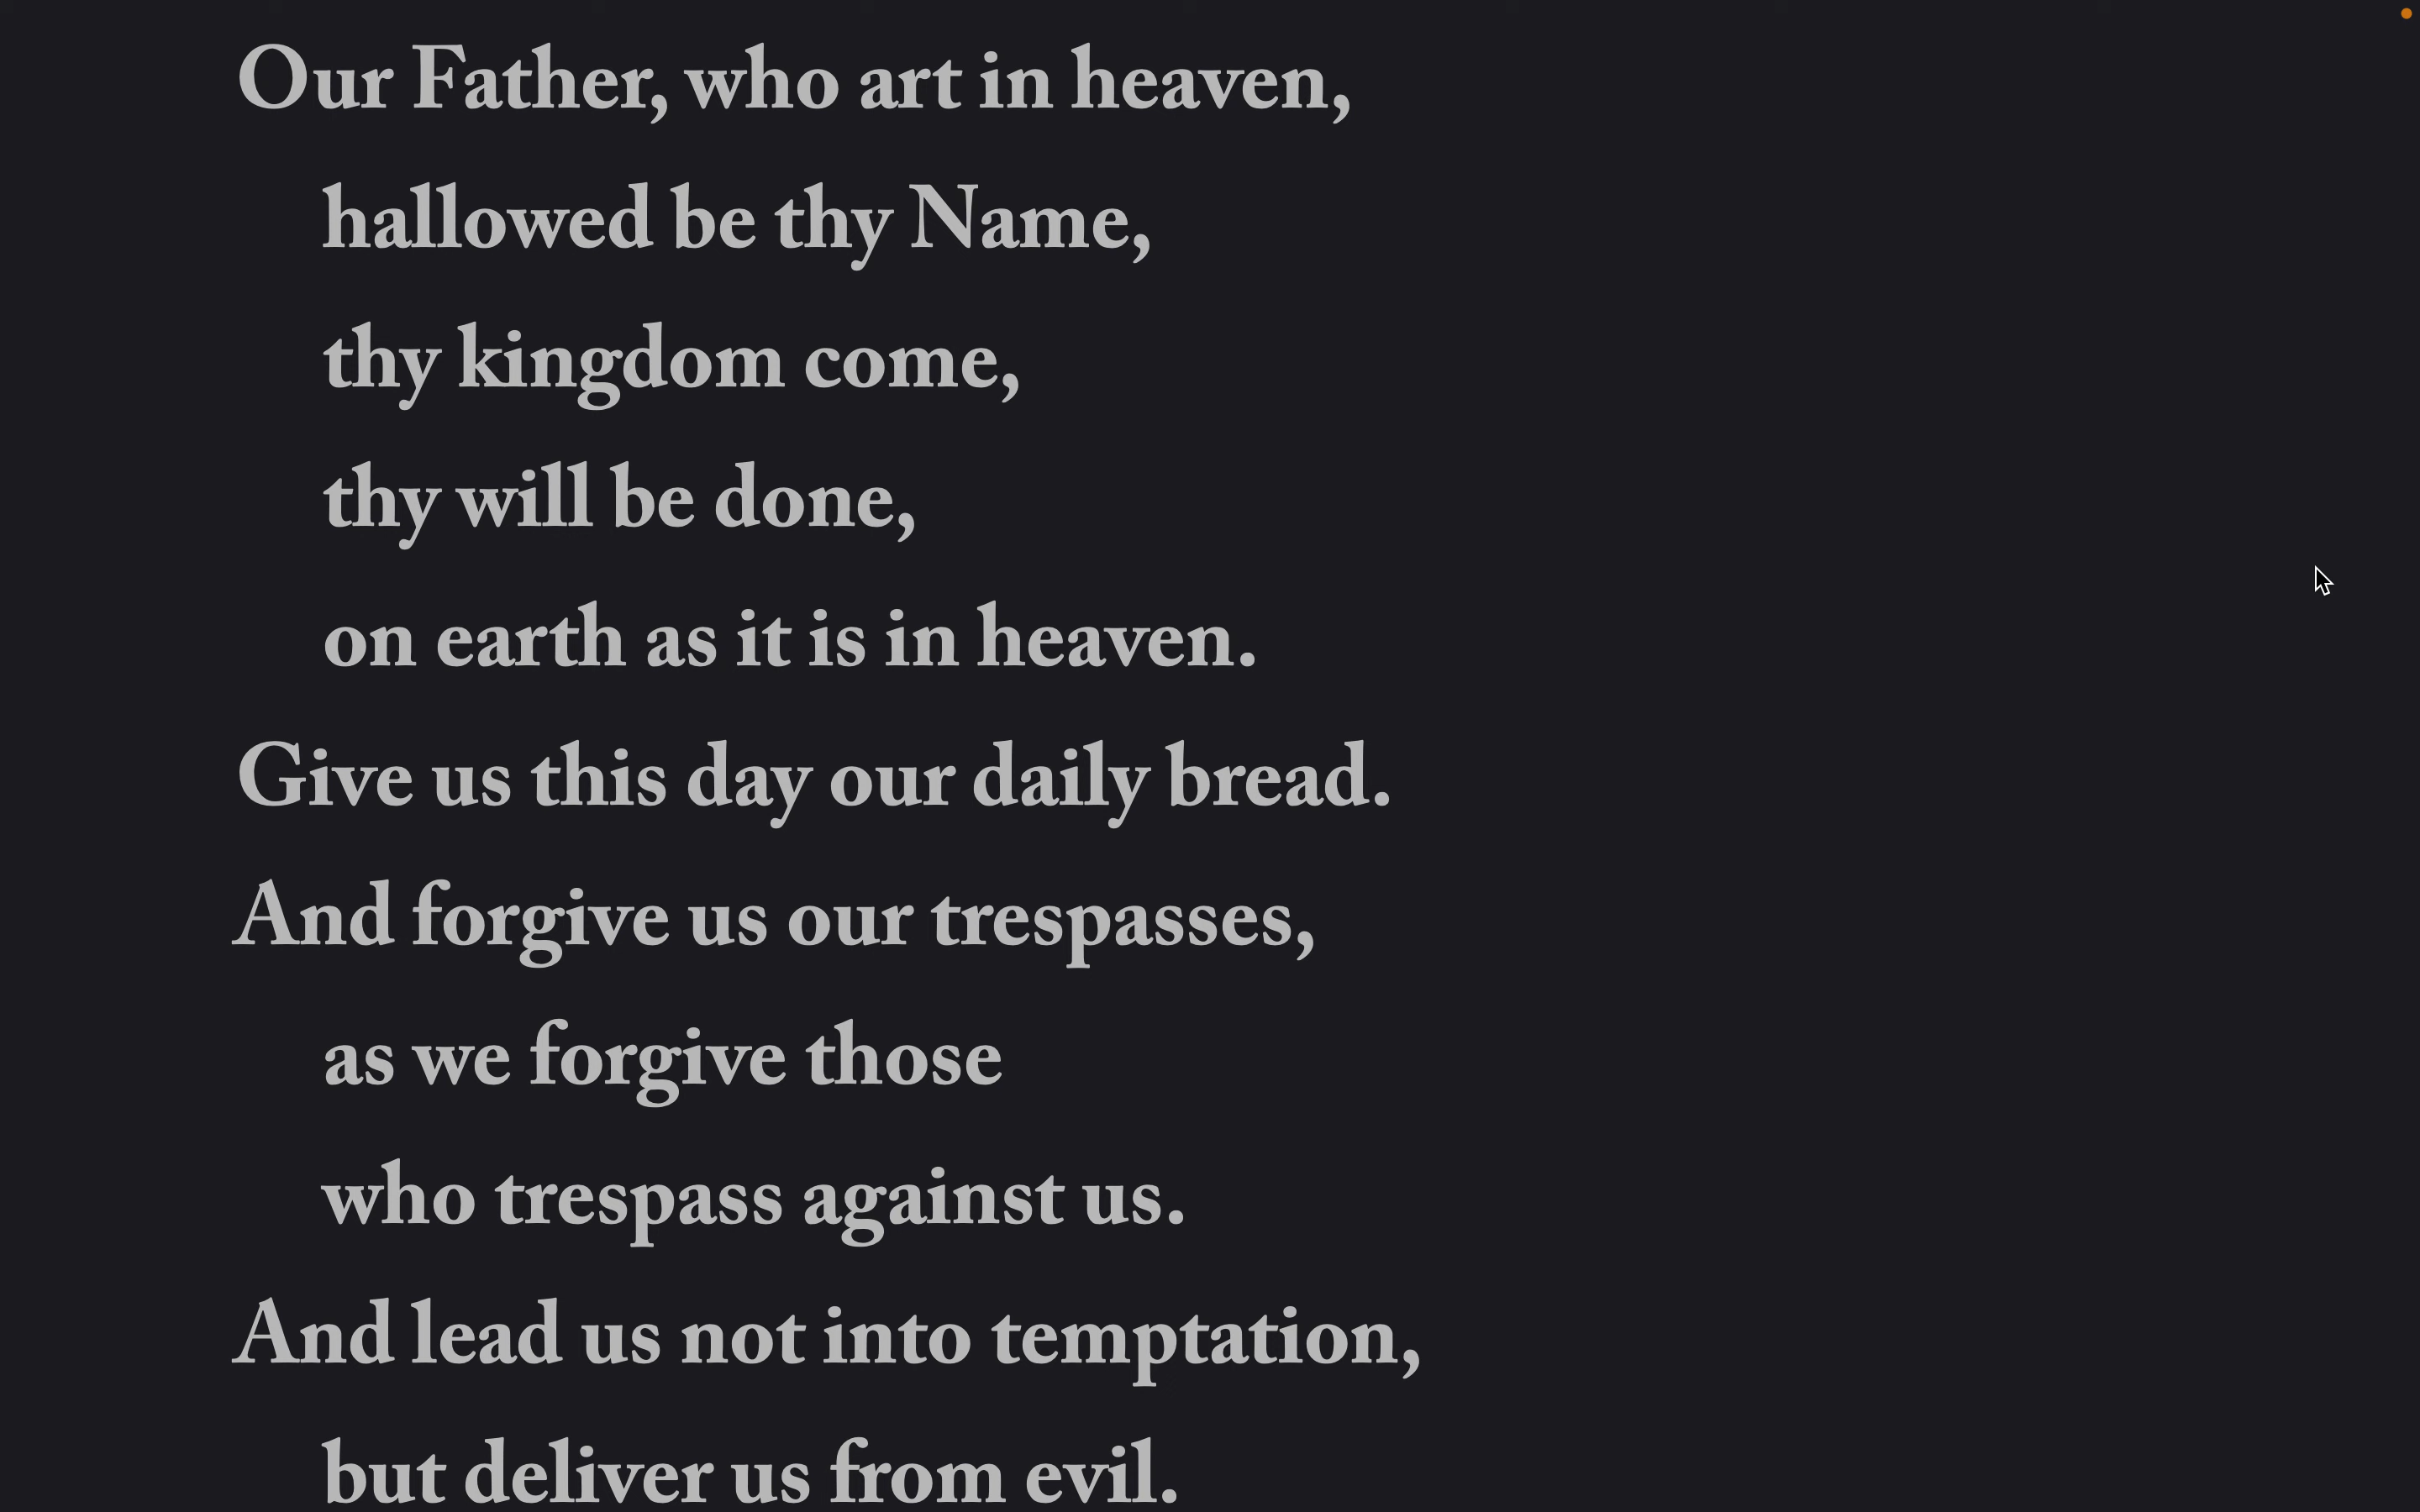 Our Father, who art in heaven,
hallowed be thy Name,
thy kingdom come,
thy will be done,
on earth as it is in heaven.
Give us this day our daily bread.
And forgive us our trespasses,
as we forgive those
who trespass against us.
And lead us not into temptation,
but deliver us from evil.